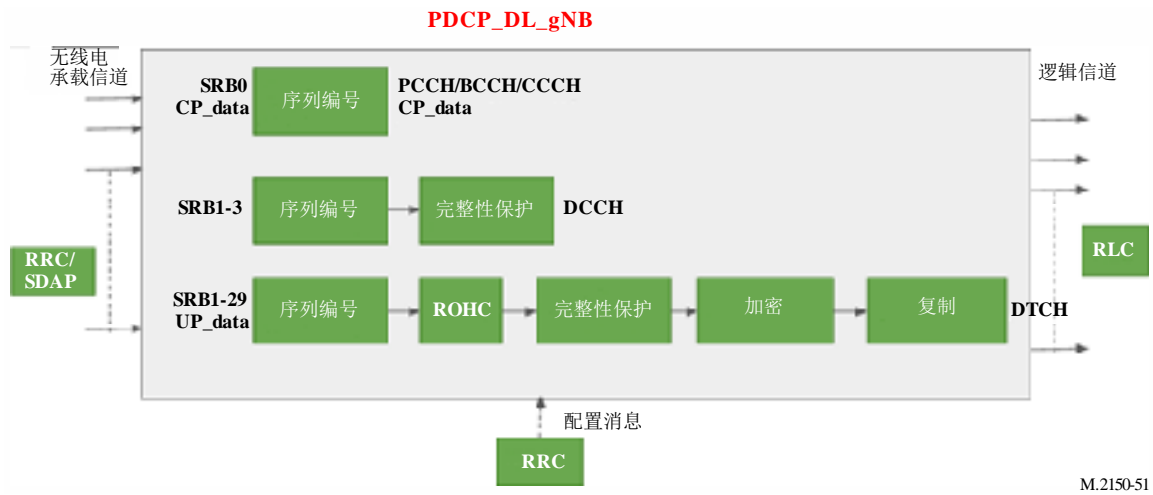 PDCP_DL_gNB
无线电
承载信道
逻辑信道
SRB0
CP_data
序列编号
PCCH/BCCH/CCCH
CP_data
SRB1-3
序列编号
完整性保护
DCCH
RRC/
SDAP
RLC
SRB1-29
UP_data
序列编号
ROHC
完整性保护
加密
复制
DTCH
配置消息
RRC
M.2150-51